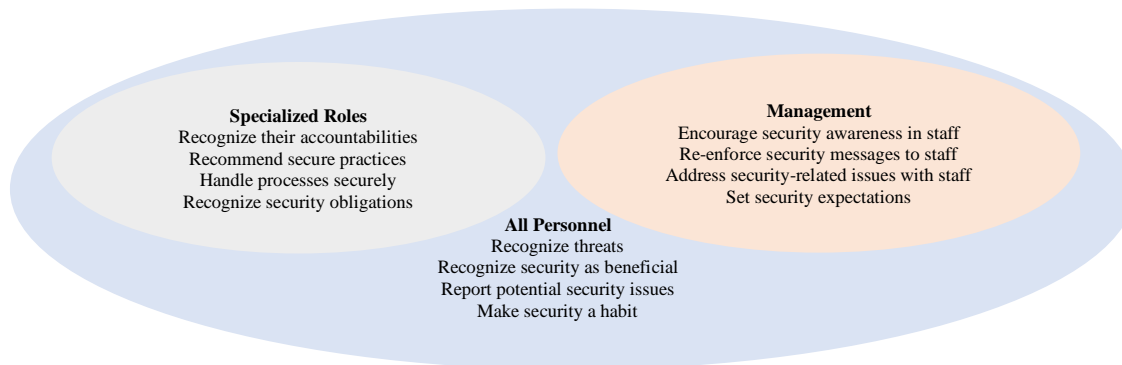 Specialized Roles
Recognize their accountabilities
Recommend secure practices
Handle processes securely
Recognize security obligations
Management
Encourage security awareness in staff
Re-enforce security messages to staff
Address security-related issues with staff
Set security expectations
All Personnel
Recognize threats
Recognize security as beneficial
Report potential security issues
Make security a habit